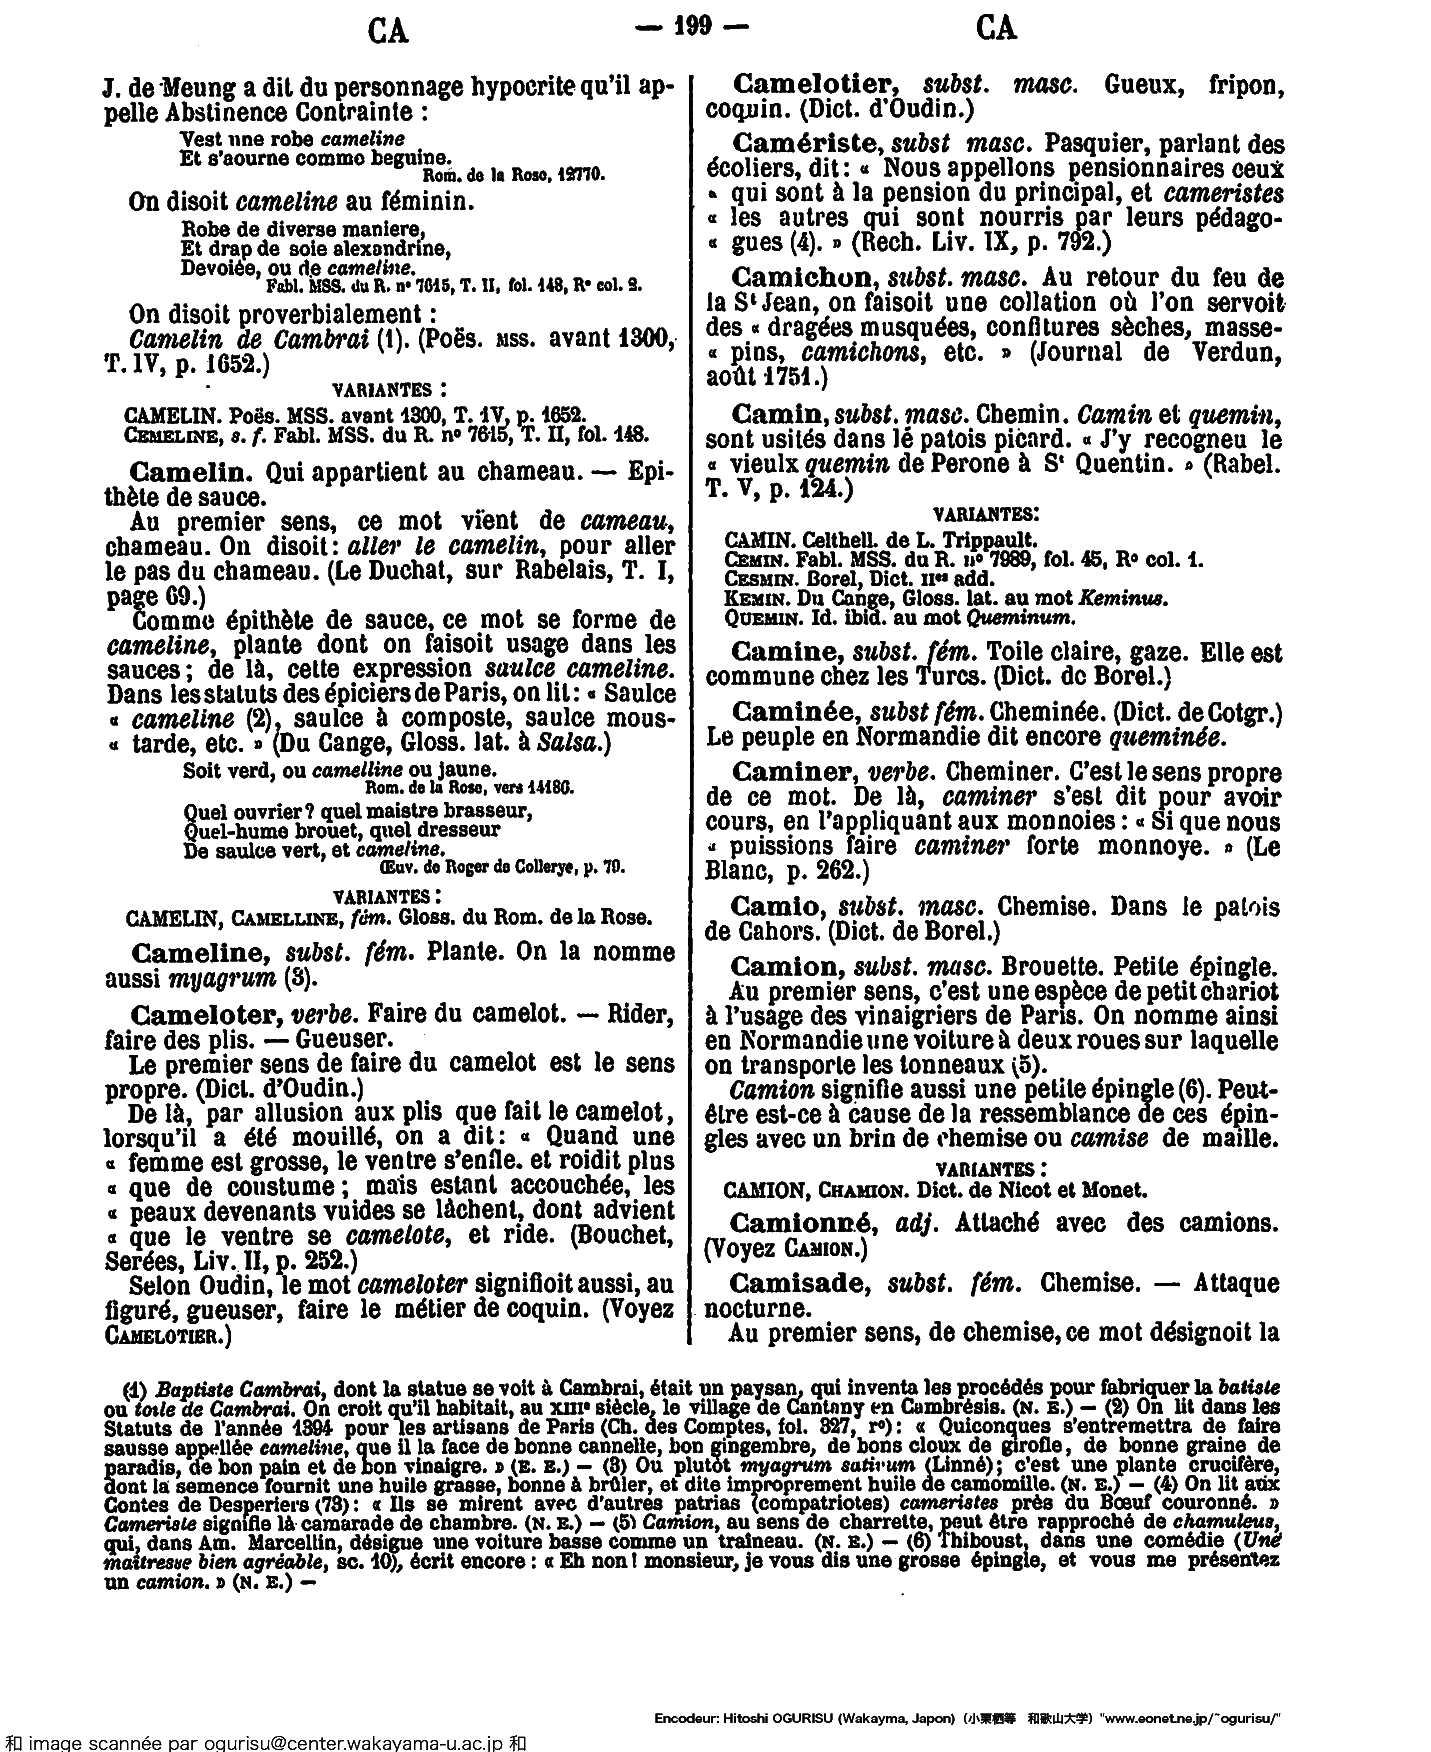 CA — 199 — CA
J. de Meung a dit du personnage hypocrite qu'il ap-
pelle Abstinence Contrainte :
Vest une robe cameline
Et s'aourne comme beguine.
Rom. de la Rose, 12770.
On disoit cameline au féminin.
Robe de diverse maniere,
Et drap de soie alexandrine,
Devoiée, ou de cameline.
Fabl. MSS. du R. nº 7615, T. II, fol. 148, Rº col. 2.
On disoit proverbialement :
Camelin de Cambrai (1). (Poës. MSS. avant 1300,
T. IV, p. 1652.)
VARIANTES :
CAMELIN. Poës. MSS. avant 1300, T. IV, p. 1652.
CEMELINE, s. f. Fabl. MSS. du R. nº 7615, T. II, fol. 148.
Camelin. Qui appartient au chameau. — Epi-
thète de sauce.
Au premier sens, ce mot vient de cameau,
chameau. On disoit : aller le camelin, pour aller
le pas du chameau. (Le Duchat, sur Rabelais, T. I,
page 69.)
Comme épithète de sauce, ce mot se forme de
cameline, plante dont on faisoit usage dans les
sauces ; de là, cette expression saulce cameline.
Dans les statuts des épiciers de Paris, on lit : « Saulce
« cameline (2), saulce à composte, saulce mous-
« tarde, etc. » (Du Cange, Gloss. lat. à Salsa.)
Soit verd, ou camelline ou jaune.
Rom. de la Rose, vers 14186.
Quel ouvrier ? quel maistre brasseur,
Quel-hume brouet, quel dresseur
De saulce vert, et cameline.
Œuv. de Roger de Collerye, p. 70.
VARIANTES :
CAMELIN, CAMELLINE, fém. Gloss. du Rom. de la Rose.
Cameline, subst. fém. Plante. On la nomme
aussi myagrum (3).
Cameloter, verbe. Faire du camelot. — Rider,
faire des plis. — Gueuser.
Le premier sens de faire du camelot est le sens
propre. (Dict. d'Oudin.)
De là, par allusion aux plis que fait le camelot,
lorsqu'il a été mouillé, on a dit : « Quand une
« femme est grosse, le ventre s'enfle. et roidit plus
« que de coustume ; mais estant accouchée, les
« peaux devenants vuides se lâchent, dont advient
« que le ventre se camelote, et ride. (Bouchet,
Serées, Liv. II, p. 252.)
Selon Oudin, le mot cameloter signifioit aussi, au
figuré, gueuser, faire le métier de coquin. (Voyez
CAMELOTIER.)
Camelotier, subst. masc. Gueux, fripon,
coquin. (Dict. d'Oudin.)
Camériste, subst masc. Pasquier, parlant des
écoliers, dit : « Nous appellons pensionnaires ceux
« qui sont à la pension du principal, et cameristes
« les autres qui sont nourris par leurs pédago-
« gues (4). » (Rech. Liv. IX, p. 792.)
Camichon, subst. masc. Au retour du feu de
la St Jean, on faisoit une collation où l'on servoit
des « dragées musquées, confitures sèches, masse-
« pins, camichons, etc. » (Journal de Verdun,
août 1751.)
Camin, subst. masc. Chemin. Camin et quemin,
sont usités dans le patois picard. « J'y recogneu le
« vieulx quemin de Perone à St Quentin. » (Rabel.
T. V, p. 124.)
VARIANTES :
CAMIN. Celthell. de L. Trippault.
CEMIN. Fabl. MSS. du R. nº 7989, fol. 45, Rº col. 1.
CESMIN. Borel, Dict. IIes add.
KEMIN. Du Cange, Gloss. lat. au mot Keminus.
QUEMIN. Id. ibid. au mot Queminum.
Camine, subst. fém. Toile claire, gaze. Elle est
commune chez les Turcs. (Dict. de Borel.)
Caminée, subst fém. Cheminée. (Dict. de Cotgr.)
Le peuple en Normandie dit encore queminée.
Caminer, verbe. Cheminer. C'est le sens propre
de ce mot. De là, caminer s'est dit pour avoir
cours, en l'appliquant aux monnoies : « Si que nous
« puissions faire caminer forte monnoye. » (Le
Blanc, p. 262.)
Camio, subst. masc. Chemise. Dans le patois
de Cahors. (Dict. de Borel.)
Camion, subst. masc. Brouette. Petite épingle.
Au premier sens, c'est une espèce de petit chariot
à l'usage des vinaigriers de Paris. On nomme ainsi
en Normandie une voiture à deux roues sur laquelle
on transporte les tonneaux (5).
Camion signifie aussi une petite épingle (6). Peut-
être est-ce à cause de la ressemblance de ces épin-
gles avec un brin de chemise ou camise de maille.
VARIANTES :
CAMION, CHAMION. Dict. de Nicot et Monet.
Camionné, adj. Attaché avec des camions.
(Voyez CAMION.)
Camisade, subst. fém. Chemise. — Attaque
nocturne.
Au premier sens, de chemise, ce mot désignoit la
(1) Baptiste Cambrai, dont la statue se voit à Cambrai, était un paysan, qui inventa les procédés pour fabriquer la batiste
ou toile de Cambrai. On croit qu'il habitait, au XIIIe siècle, le village de Cantany en Cambrésis. (N. E.) — (2) On lit dans les
Statuts de l'année 1394 pour les artisans de Paris (Ch. des Comptes, fol. 327, rº) : « Quiconques s'entremettra de faire
sausse appellée cameline, que il la face de bonne cannelle, bon gingembre, de bons cloux de girofle, de bonne graine de
paradis, de bon pain et de bon vinaigre. » (E. E.) — (3) Ou plutôt myagrum sativum (Linné) ; c'est une plante crucifère,
dont la semence fournit une huile grasse, bonne à brûler, et dite improprement huile de camomille. (N. E.) — (4) On lit aux
Contes de Desperiers (73) : « Ils se mirent avec d'autres patrias (compatriotes) cameristes près du Bœuf couronné. »
Cameriste signifie là camarade de chambre. (N. E.) — (5) Camion, au sens de charrette, peut être rapproché de chamuleus,
qui, dans Am. Marcellin, désigne une voiture basse comme un traîneau. (N. E.) — (6) Thiboust, dans une comédie (Une
maîtresse bien agréable, sc. 10), écrit encore : « Eh non ! monsieur, je vous dis une grosse épingle, et vous me présentez
un camion. » (N. E.) —
Encodeur: Hitoshi OGURISU (Wakayma, Japon) (小栗栖等 和歌山大学) "www.eonet.ne.jp/~ogurisu/"
和 image scannée par ogurisu@center.wakayama-u.ac.jp 和